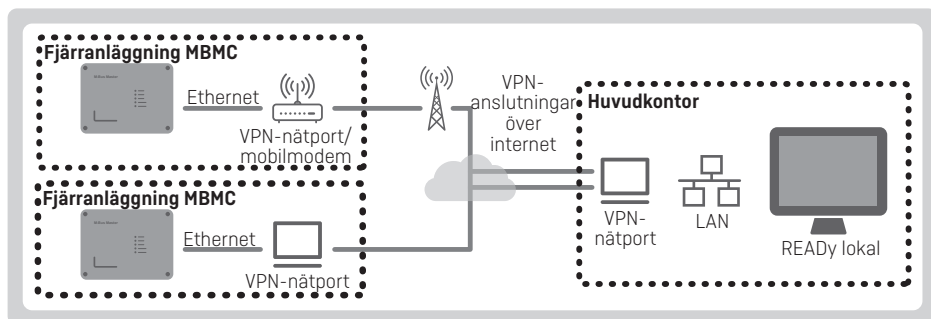 Fjärranläggning MBMC
Ethernet
VPN-nätport/
mobilmodem
Fjärranläggning MBMC
Ethernet
VPN-nätport
VPN-
anslutningar
över
internet
Huvudkontor
VPN-
nätport
LAN
READy lokal